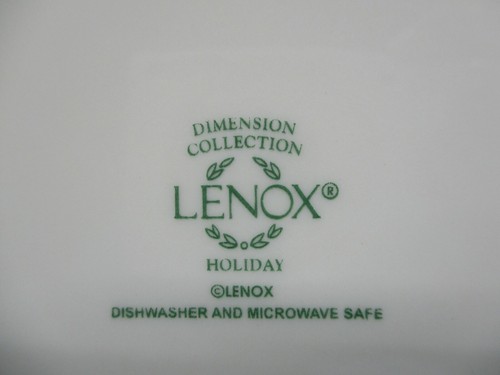 DIMENSION
COLLECTION
LENOX®
HOLIDAY
©LENOX
DISHWASHER AND MICROWAVE SAFE